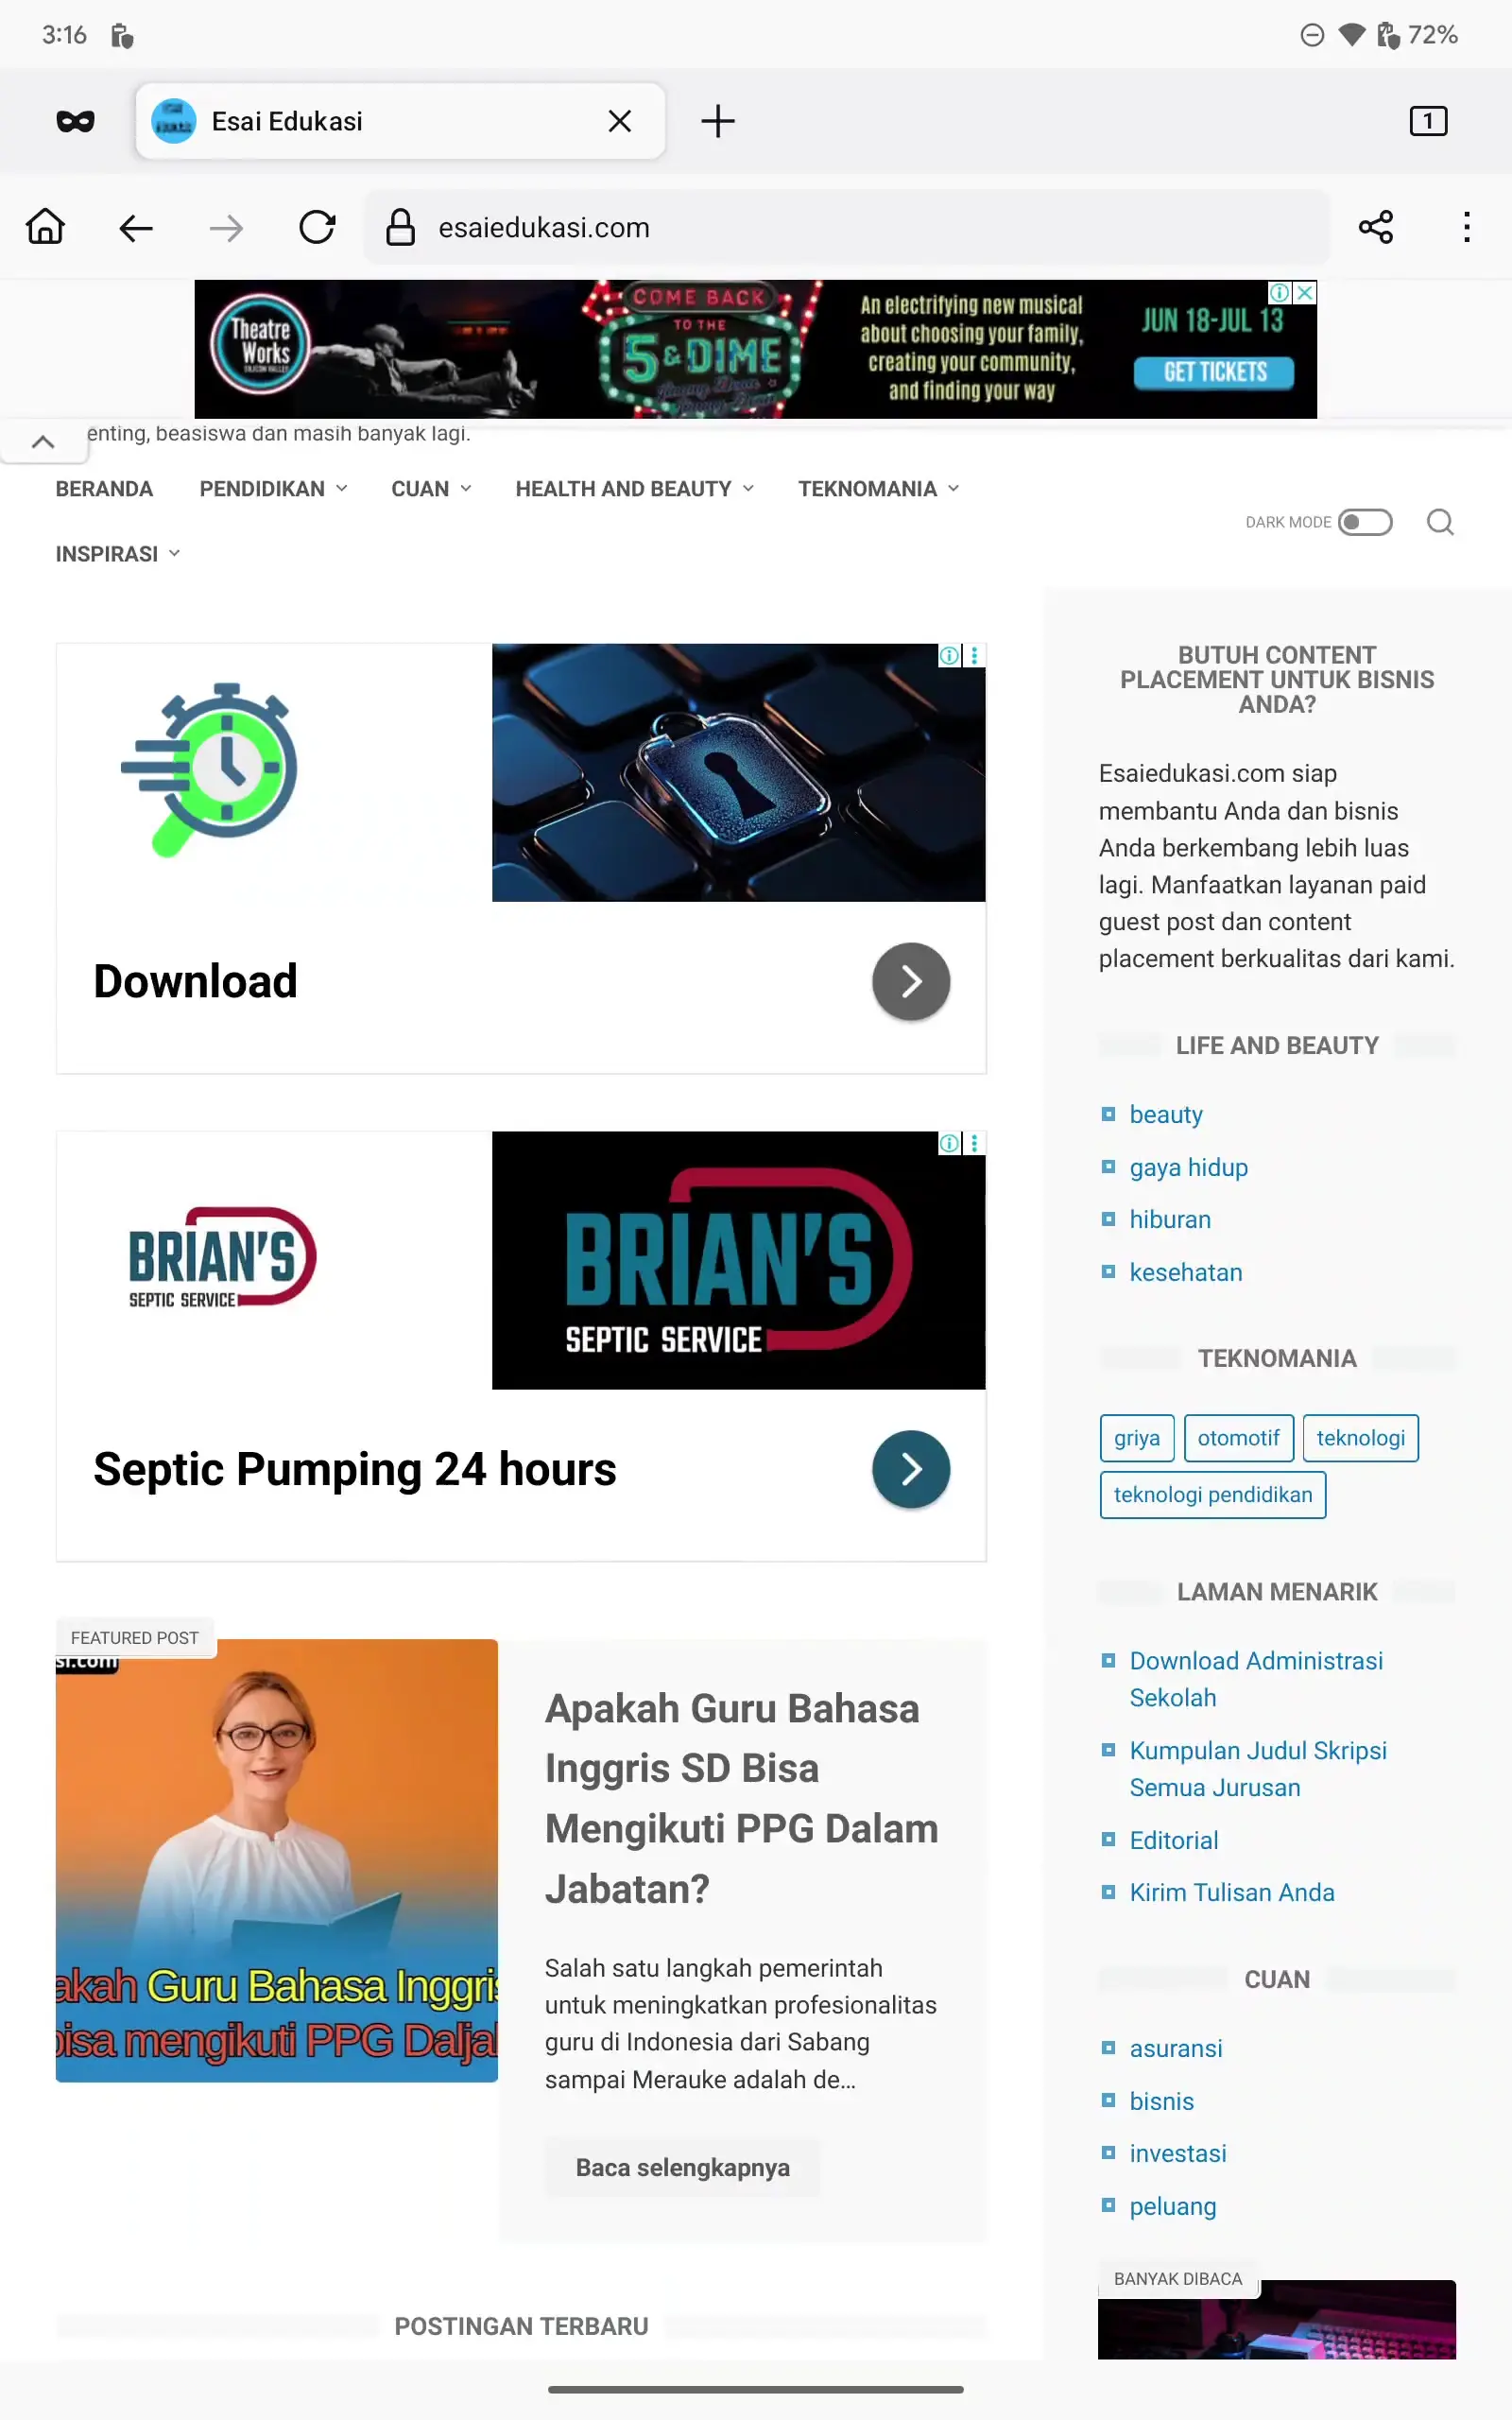 3:16
72%
Esai Edukasi
1
esaiedukasi.com
Theatre
Works
SILICON VALLEY
COME BACK
TO THE
5 & DIME
An electrifying new musical
about choosing your family,
creating your community,
and finding your way
JUN 18-JUL 13
GET TICKETS
enting, beasiswa dan masih banyak lagi.
BERANDA
PENDIDIKAN
CUAN
HEALTH AND BEAUTY
TEKNOMANIA
INSPIRASI
DARK MODE
Download
BRIAN'S
SEPTIC SERVICE
BRIAN'S
SEPTIC SERVICE
Septic Pumping 24 hours
FEATURED POST
si.com
akah Guru Bahasa Inggris
bisa mengikuti PPG Daljal
Apakah Guru Bahasa
Inggris SD Bisa
Mengikuti PPG Dalam
Jabatan?
Salah satu langkah pemerintah
untuk meningkatkan profesionalitas
guru di Indonesia dari Sabang
sampai Merauke adalah de…
Baca selengkapnya
POSTINGAN TERBARU
BUTUH CONTENT
PLACEMENT UNTUK BISNIS
ANDA?
Esaiedukasi.com siap
membantu Anda dan bisnis
Anda berkembang lebih luas
lagi. Manfaatkan layanan paid
guest post dan content
placement berkualitas dari kami.
LIFE AND BEAUTY
beauty
gaya hidup
hiburan
kesehatan
TEKNOMANIA
griya
otomotif
teknologi
teknologi pendidikan
LAMAN MENARIK
Download Administrasi
Sekolah
Kumpulan Judul Skripsi
Semua Jurusan
Editorial
Kirim Tulisan Anda
CUAN
asuransi
bisnis
investasi
peluang
BANYAK DIBACA